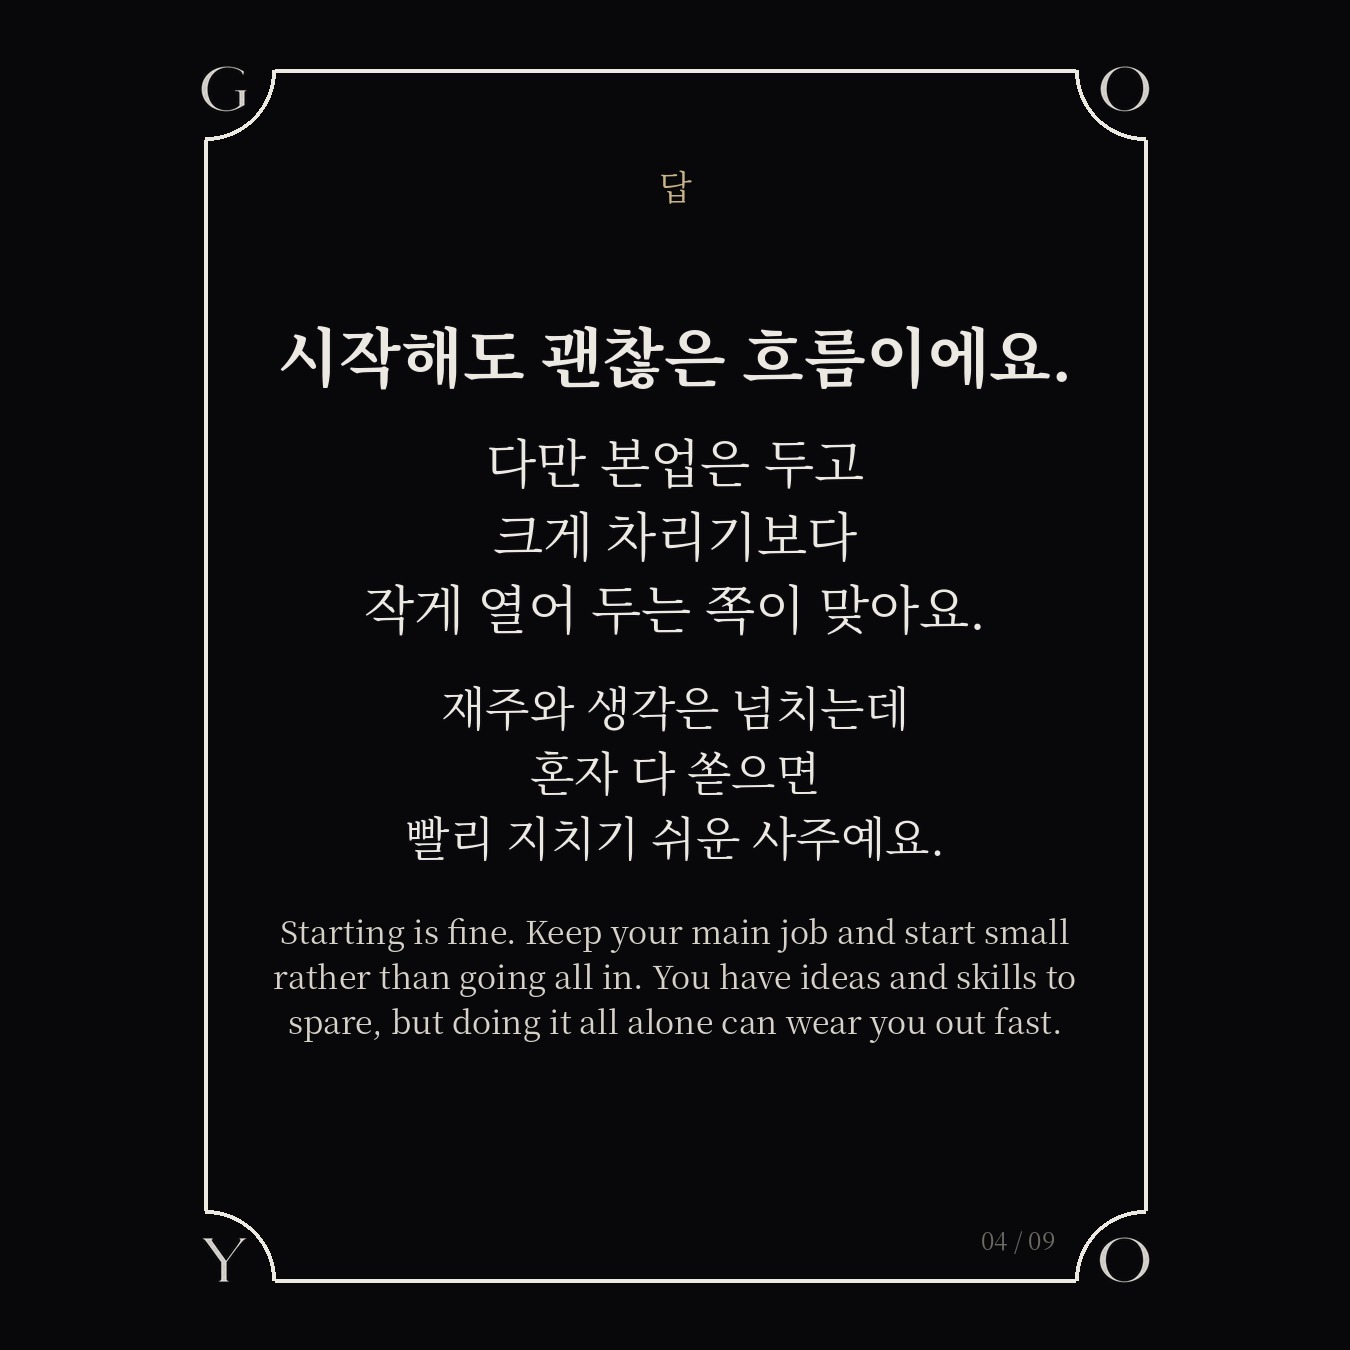 G O
답
시작해도 괜찮은 흐름이에요.
다만 본업은 두고
크게 차리기보다
작게 열어 두는 쪽이 맞아요.
재주와 생각은 넘치는데
혼자 다 쏟으면
빨리 지치기 쉬운 사주예요.
Starting is fine. Keep your main job and start small
rather than going all in. You have ideas and skills to
spare, but doing it all alone can wear you out fast.
04 / 09
Y O